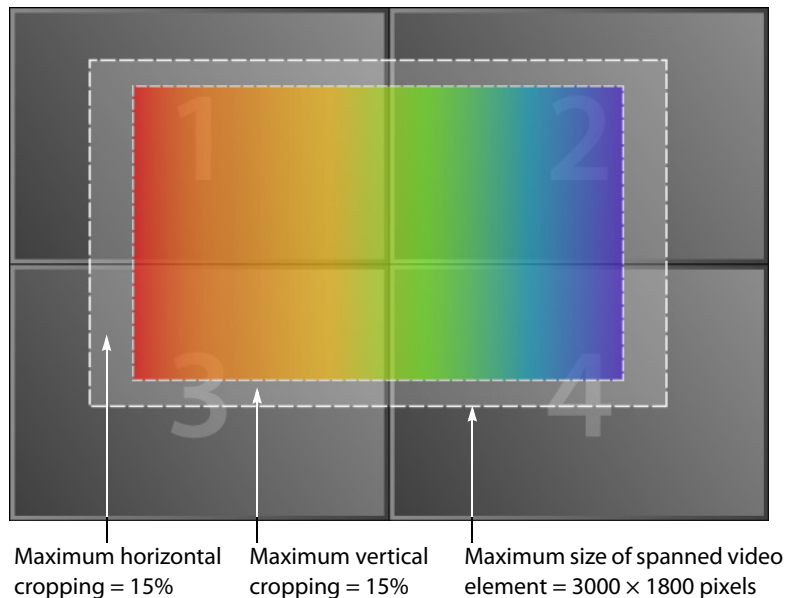 1
2
3
4
Maximum horizontal
cropping = 15%
Maximum vertical
cropping = 15%
Maximum size of spanned video
element = 3000 × 1800 pixels